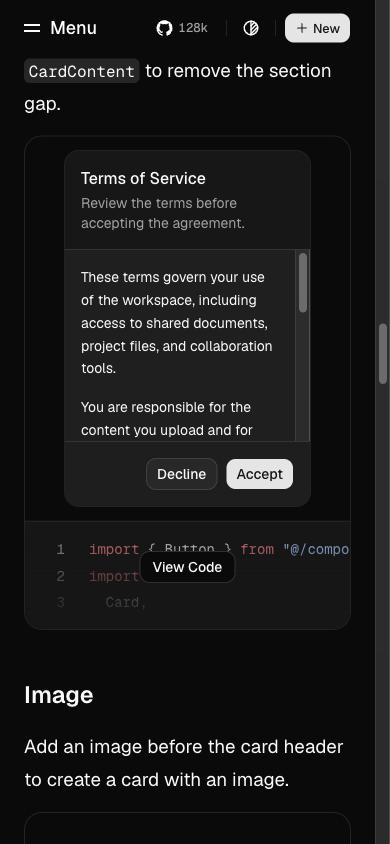 Menu
128k
+ New
CardContent to remove the section
gap.
Terms of Service
Review the terms before
accepting the agreement.
These terms govern your use
of the workspace, including
access to shared documents,
project files, and collaboration
tools.
You are responsible for the
content you upload and for
Decline
Accept
1 import { Button } from "@/compo
2 import
View Code
3 Card,
Image
Add an image before the card header
to create a card with an image.